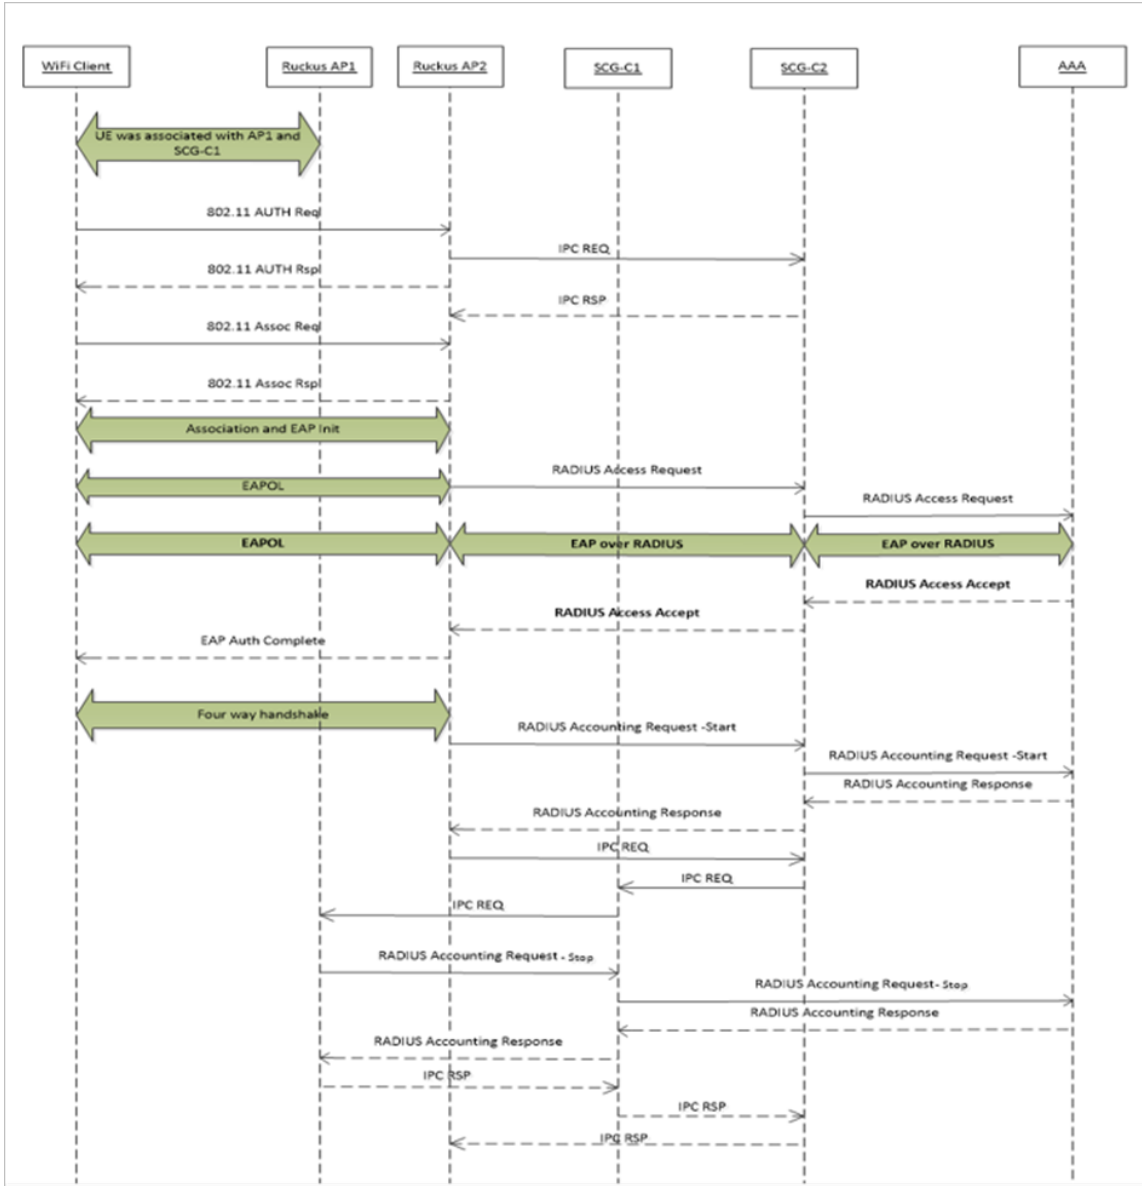 WiFi Client
Ruckus AP1
Ruckus AP2
SCG-C1
SCG-C2
AAA
UE was associated with AP1 and
SCG-C1
802.11 AUTH Req
IPC REQ
802.11 AUTH Rspl
IPC RSP
802.11 Assoc Req
802.11 Assoc Rspl
Association and EAP Init
RADIUS Access Request
EAPOL
RADIUS Access Request
EAPOL
EAP over RADIUS
EAP over RADIUS
RADIUS Access Accept
RADIUS Access Accept
EAP Auth Complete
Four way handshake
RADIUS Accounting Request -Start
RADIUS Accounting Request -Start
RADIUS Accounting Response
RADIUS Accounting Response
IPC REQ
IPC REQ
IPC REQ
RADIUS Accounting Request - Stop
RADIUS Accounting Request- Stop
RADIUS Accounting Response
RADIUS Accounting Response
IPC RSP
IPC RSP
IPC RSP